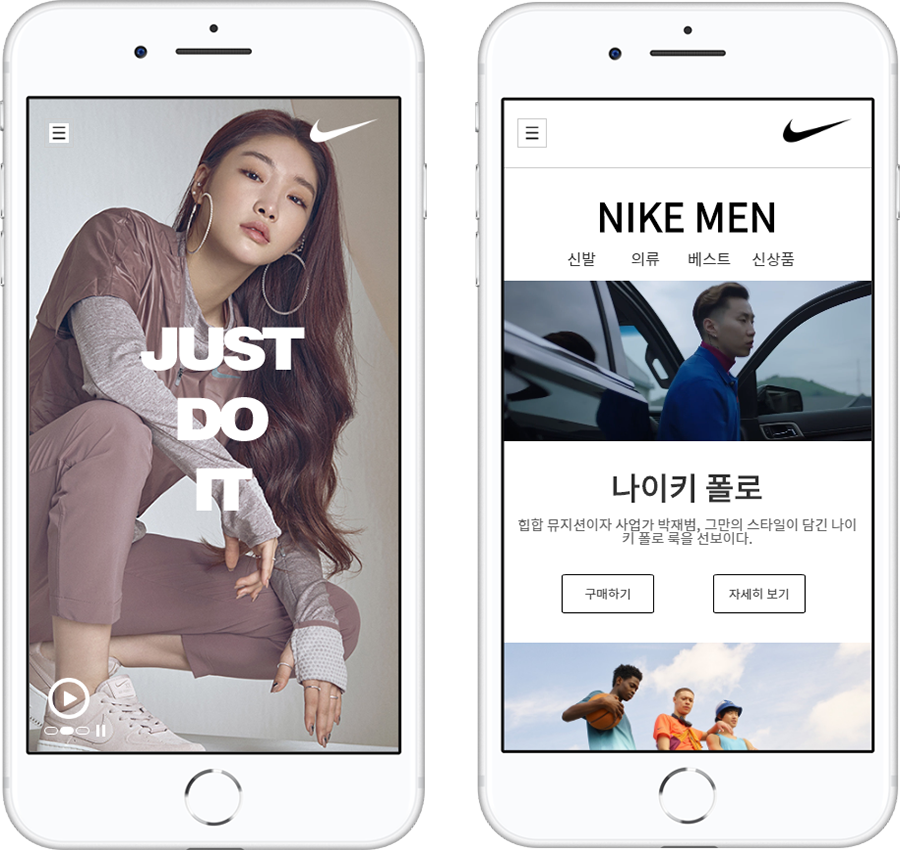 JUST
DO
IT
NIKE MEN
신발 의류 베스트 신상품
나이키 폴로
힙합 뮤지션이자 사업가 박재범, 그만의 스타일이 담긴 나이
키 폴로 룩을 선보이다.
구매하기 자세히 보기